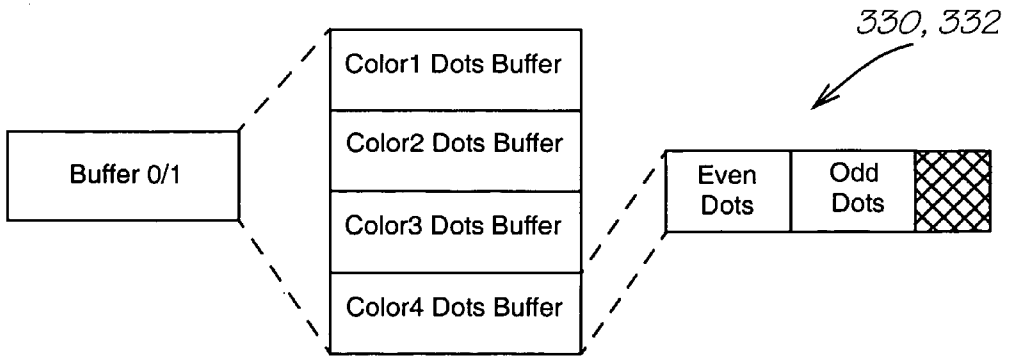 330, 332
Color1 Dots Buffer
Color2 Dots Buffer
Buffer 0/1
Even
Dots
Odd
Dots
Color3 Dots Buffer
Color4 Dots Buffer